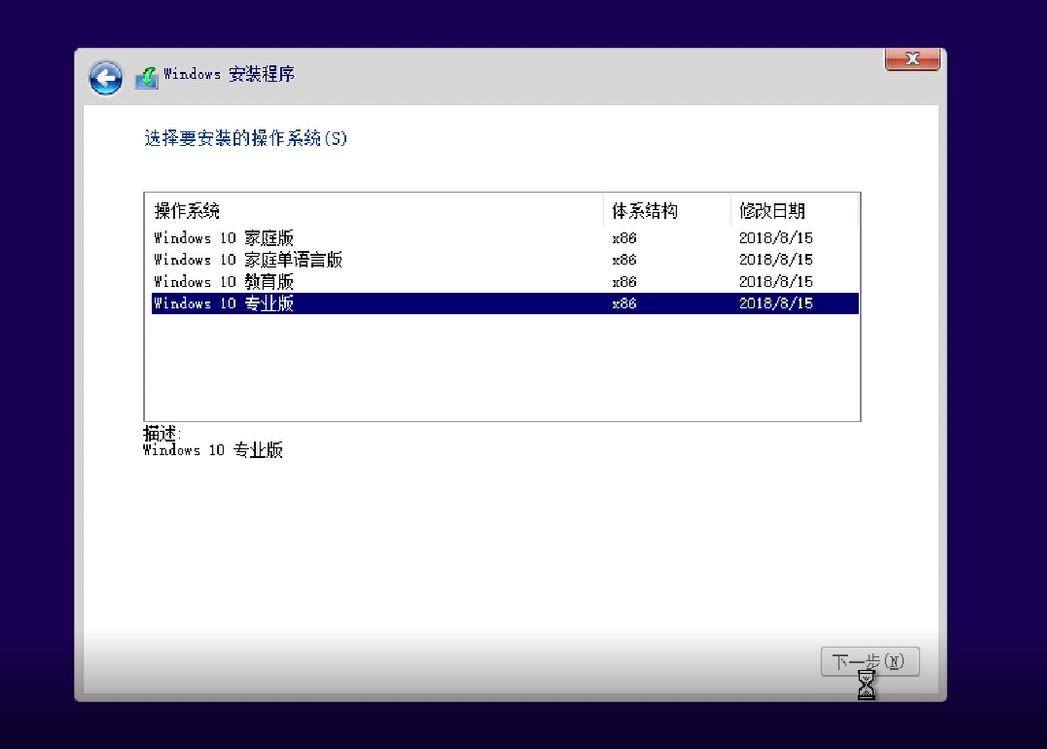 Windows 安装程序
选择要安装的操作系统(S)
操作系统 体系结构 修改日期
Windows 10 家庭版 x86 2018/8/15
Windows 10 家庭单语言版 x86 2018/8/15
Windows 10 教育版 x86 2018/8/15
Windows 10 专业版 x86 2018/8/15
描述:
Windows 10 专业版
下一步(N)